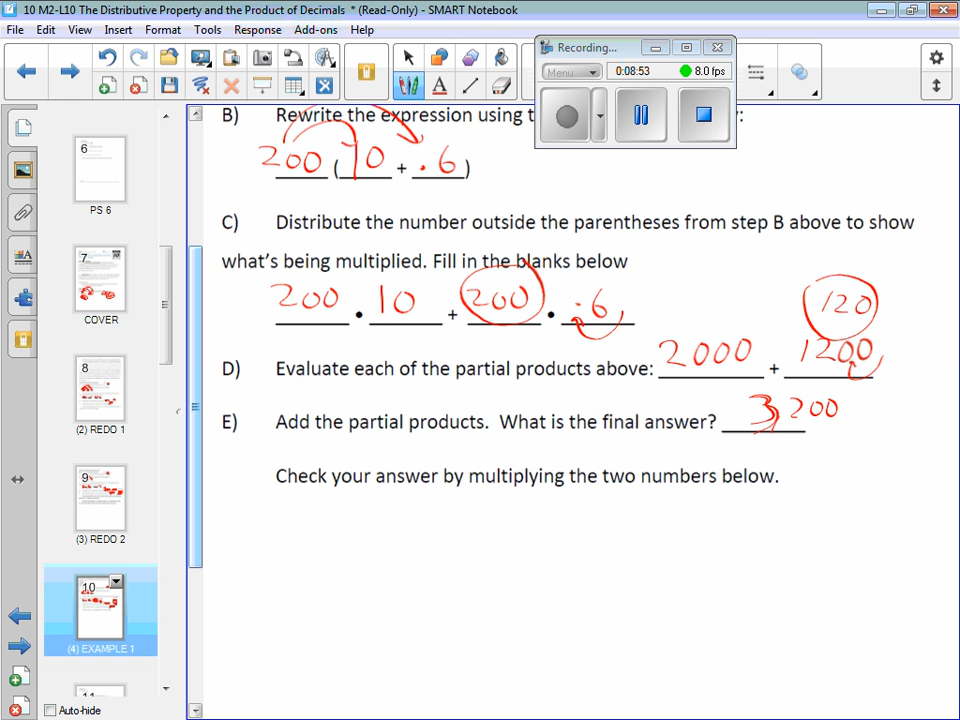 10 M2-L10 The Distributive Property and the Product of Decimals * (Read-Only) - SMART Notebook
File Edit View Insert Format Tools Response Add-ons Help
Recording...
Menu 0:08:53 8.0 fps
B) Rewrite the expression using t y:
200 (10 + .6)
C) Distribute the number outside the parentheses from step B above to show
what's being multiplied. Fill in the blanks below
200 • 10 + 200 • .6
120
D) Evaluate each of the partial products above: 2000 + 1200
E) Add the partial products. What is the final answer? 3,200
Check your answer by multiplying the two numbers below.
6
PS 6
7
COVER
8
(2) REDO 1
9
(3) REDO 2
10
(4) EXAMPLE 1
11
Auto-hide